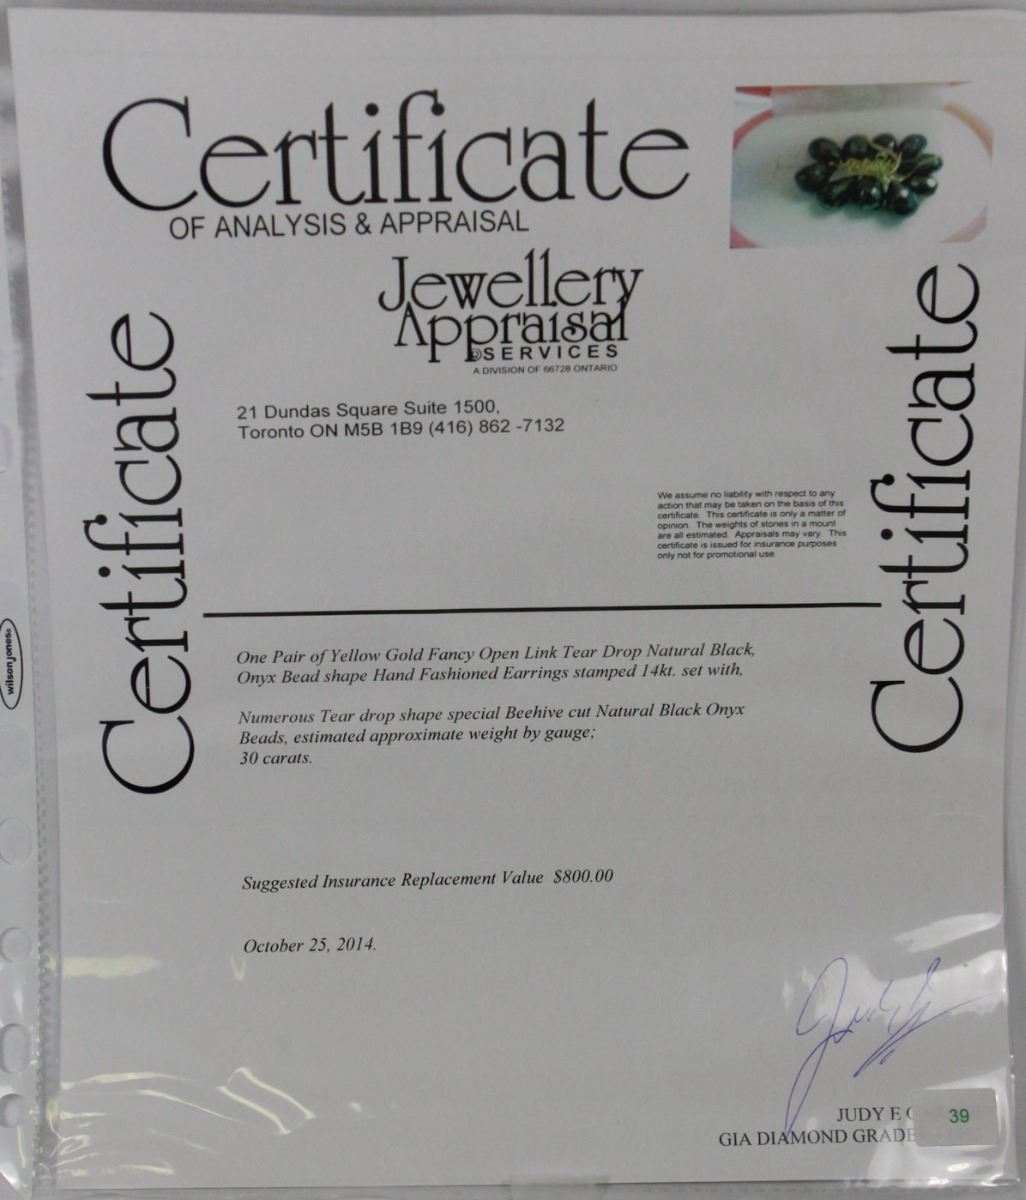 Certificate
OF ANALYSIS & APPRAISAL
Jewellery
Appraisal
SERVICES
A DIVISION OF 66728 ONTARIO
Certificate
Certificate
21 Dundas Square Suite 1500,
Toronto ON M5B 1B9 (416) 862 -7132
We assume no liability with respect to any
action that may be taken on the basis of this
certificate. This certificate is only a matter of
opinion. The weights of stones in a mount
are all estimated. Appraisals may vary. This
certificate is issued for insurance purposes
only not for promotional use.
wilson jones
One Pair of Yellow Gold Fancy Open Link Tear Drop Natural Black,
Onyx Bead shape Hand Fashioned Earrings stamped 14kt. set with,
Numerous Tear drop shape special Beehive cut Natural Black Onyx
Beads, estimated approximate weight by gauge;
30 carats.
Suggested Insurance Replacement Value $800.00
October 25, 2014.
JUDY E
GIA DIAMOND GRADE
39